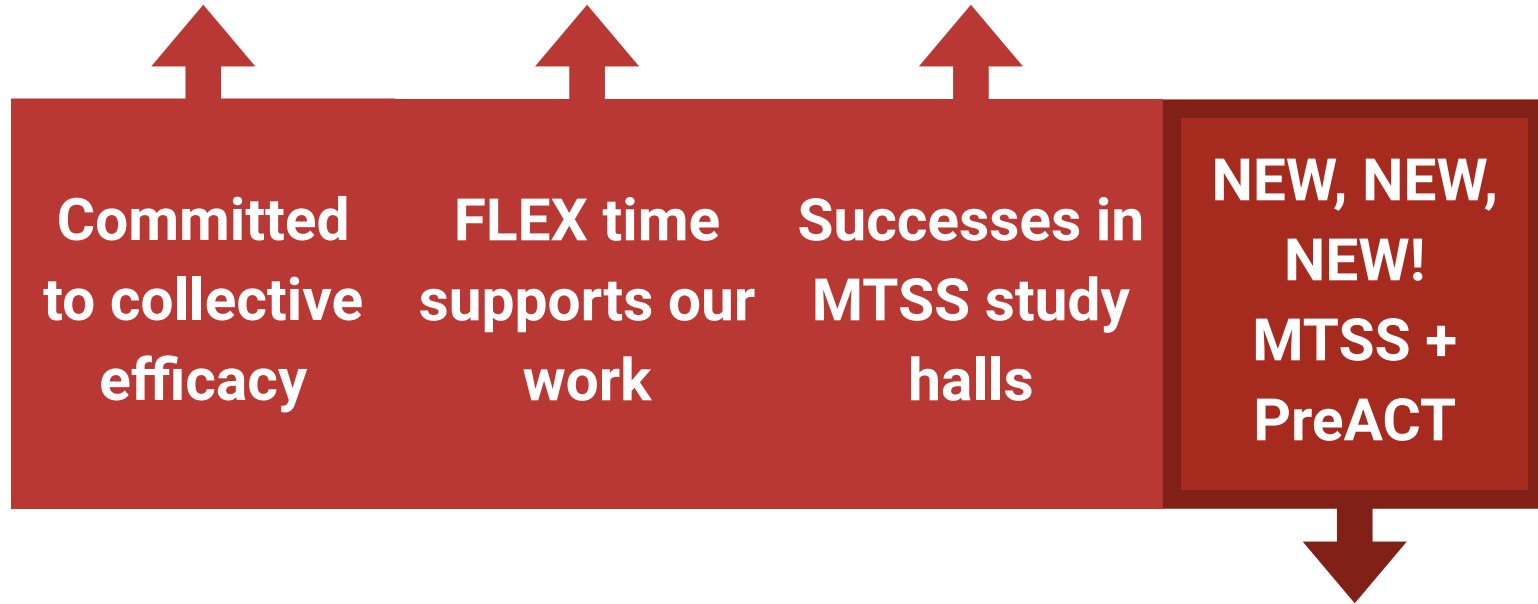 Committed
to collective
efficacy
FLEX time
supports our
work
Successes in
MTSS study
halls
NEW, NEW,
NEW!
MTSS +
PreACT